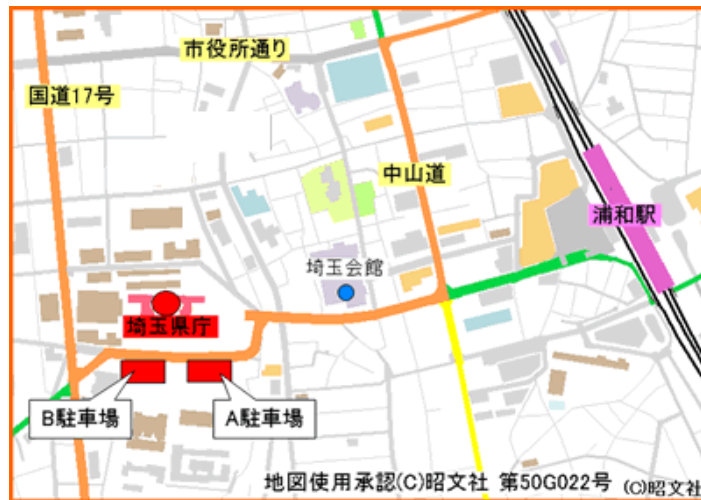 市役所通り
国道17号
中山道
浦和駅
埼玉会館
埼玉県庁
B駐車場
A駐車場
地図使用承認(C)昭文社 第50G022号 (C)昭文社